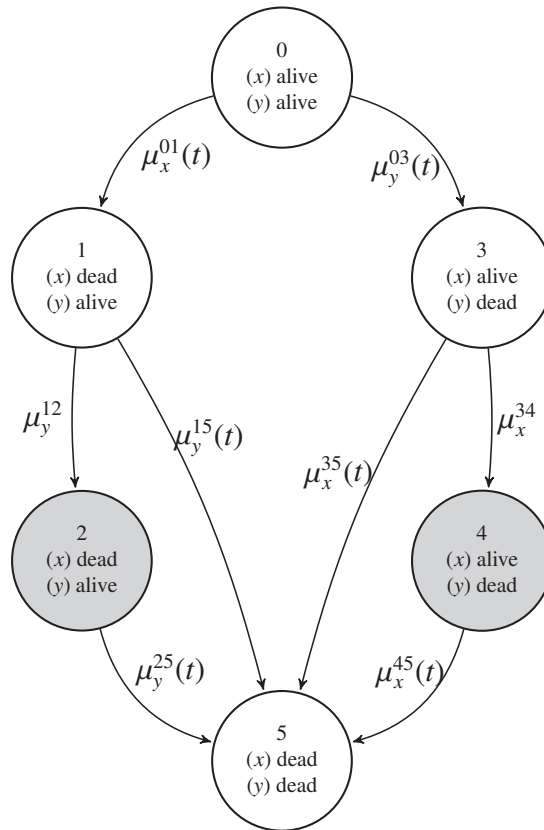 0
(x) alive
(y) alive
μ_x^{01}(t)
μ_y^{03}(t)
1
(x) dead
(y) alive
3
(x) alive
(y) dead
μ_y^{12}
μ_y^{15}(t)
μ_x^{35}(t)
μ_x^{34}
2
(x) dead
(y) alive
4
(x) alive
(y) dead
μ_y^{25}(t)
μ_x^{45}(t)
5
(x) dead
(y) dead